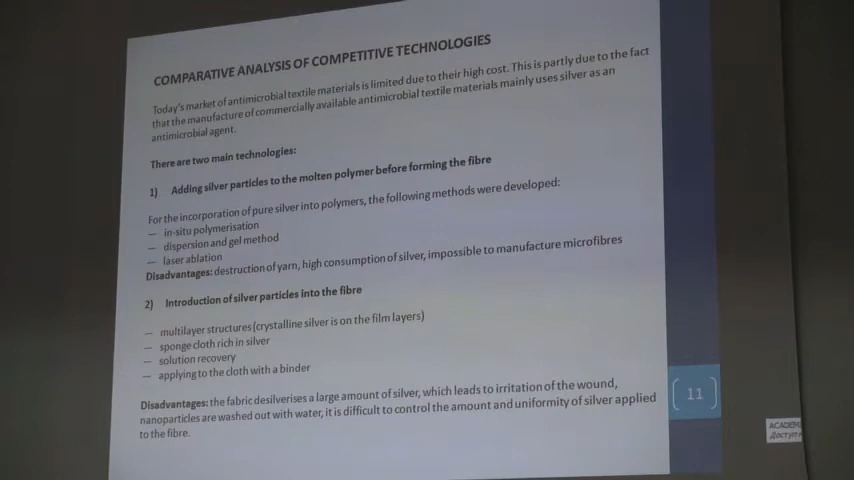 COMPARATIVE ANALYSIS OF COMPETITIVE TECHNOLOGIES
Today's market of antimicrobial textile materials is limited due to their high cost. This is partly due to the fact
that the manufacture of commercially available antimicrobial textile materials mainly uses silver as an
antimicrobial agent.
There are two main technologies:
1) Adding silver particles to the molten polymer before forming the fibre
For the incorporation of pure silver into polymers, the following methods were developed:
— in-situ polymerisation
— dispersion and gel method
— laser ablation
Disadvantages: destruction of yarn, high consumption of silver, impossible to manufacture microfibres
2) Introduction of silver particles into the fibre
— multilayer structures (crystalline silver is on the film layers)
— sponge cloth rich in silver
— solution recovery
— applying to the cloth with a binder
Disadvantages: the fabric desilverises a large amount of silver, which leads to irritation of the wound,
nanoparticles are washed out with water, it is difficult to control the amount and uniformity of silver applied
to the fibre.
11